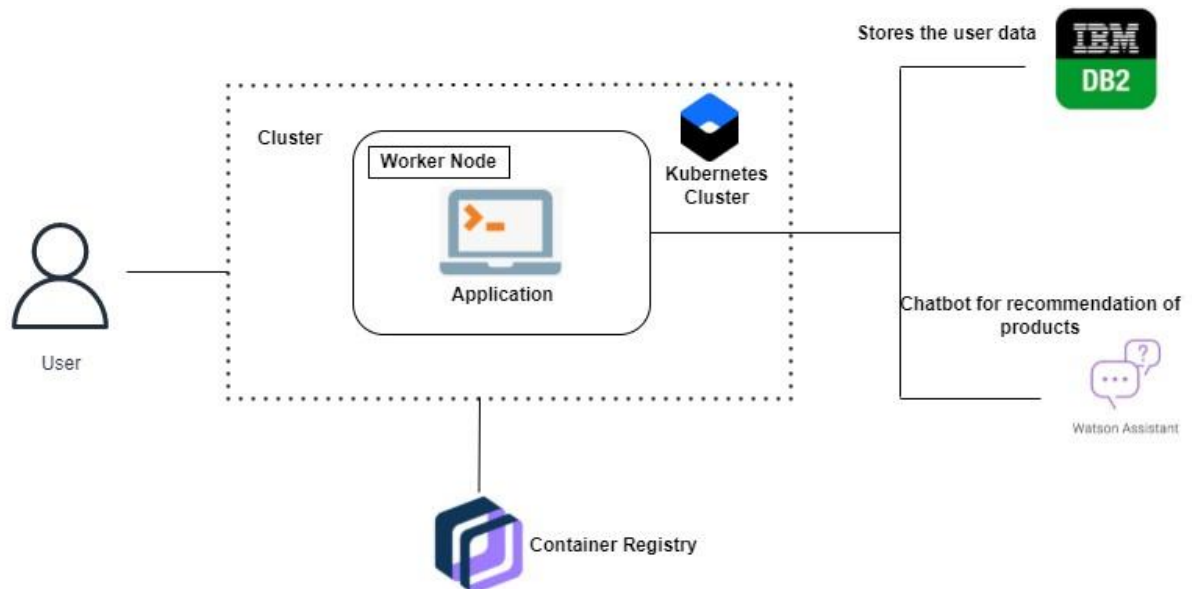 Stores the user data
IBM
DB2
Cluster
Worker Node
Kubernetes
Cluster
Application
User
Chatbot for recommendation of
products
?
Watson Assistant
Container Registry